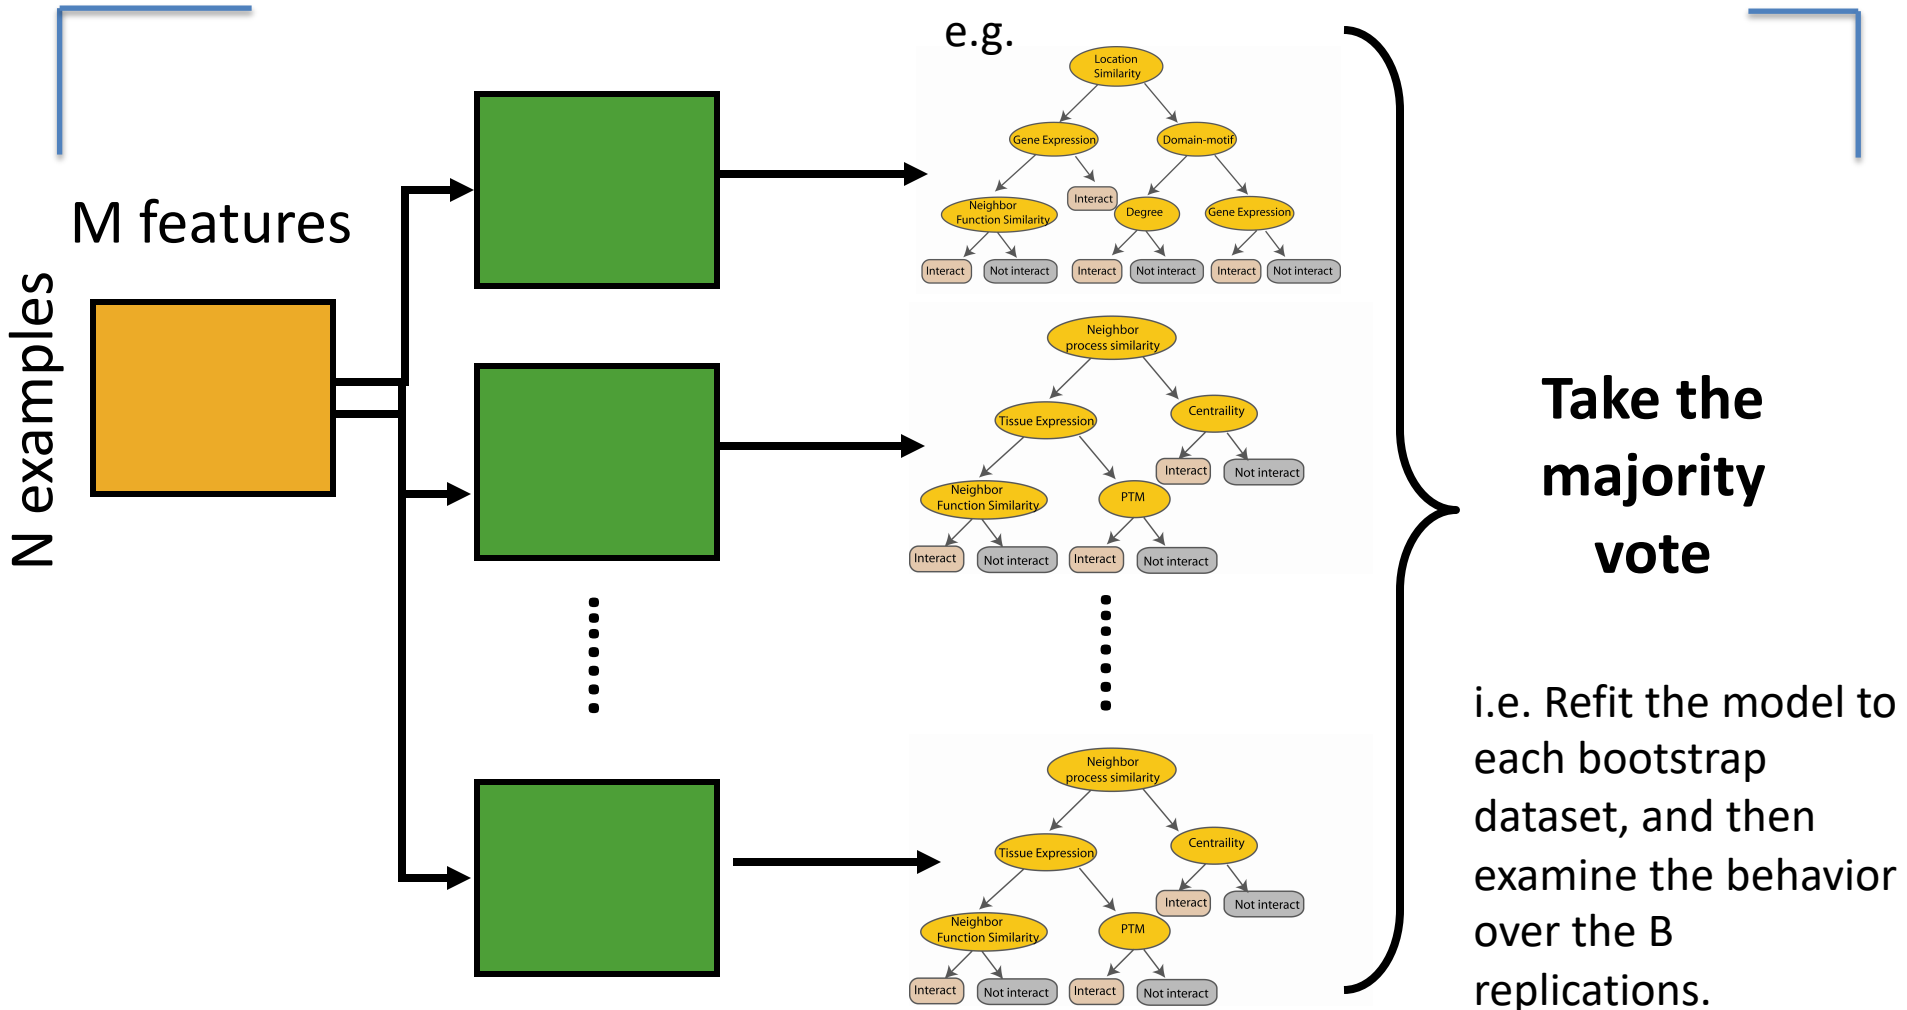 e.g.
M features
N examples
Location
Similarity
Gene Expression
Domain-motif
Interact
Neighbor
Function Similarity
Degree
Gene Expression
Interact
Not interact
Interact
Not interact
Interact
Not interact
Neighbor
process similarity
Tissue Expression
Centraility
Interact
Not interact
Neighbor
Function Similarity
PTM
Interact
Not interact
Interact
Not interact
Neighbor
process similarity
Tissue Expression
Centraility
Interact
Not interact
Neighbor
Function Similarity
PTM
Interact
Not interact
Interact
Not interact
Take the
majority
vote
i.e. Refit the model to
each bootstrap
dataset, and then
examine the behavior
over the B
replications.